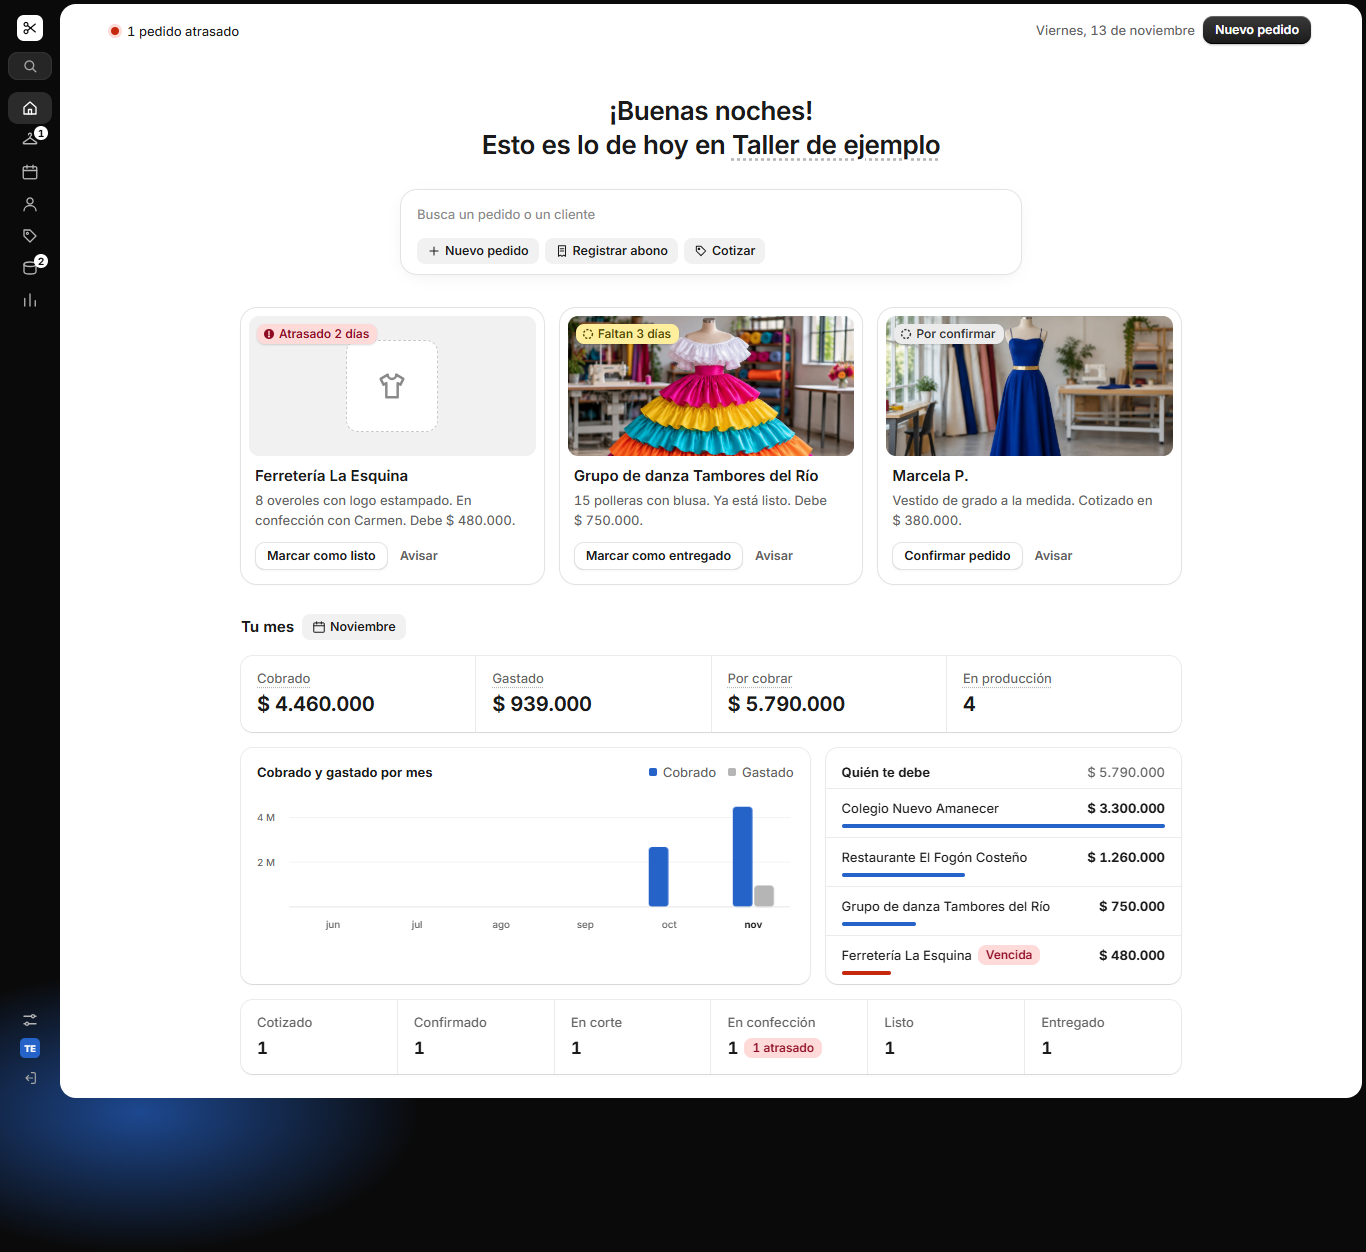 1 pedido atrasado
Viernes, 13 de noviembre
Nuevo pedido
1
2
TE
¡Buenas noches!
Esto es lo de hoy en Taller de ejemplo
Busca un pedido o un cliente
Nuevo pedido
Registrar abono
Cotizar
Atrasado 2 días
Ferretería La Esquina
8 overoles con logo estampado. En
confección con Carmen. Debe $ 480.000.
Marcar como listo
Avisar
Faltan 3 días
Grupo de danza Tambores del Río
15 polleras con blusa. Ya está listo. Debe
$ 750.000.
Marcar como entregado
Avisar
Por confirmar
Marcela P.
Vestido de grado a la medida. Cotizado en
$ 380.000.
Confirmar pedido
Avisar
Tu mes
Noviembre
Cobrado
$ 4.460.000
Gastado
$ 939.000
Por cobrar
$ 5.790.000
En producción
4
Cobrado y gastado por mes
Cobrado
Gastado
4 M
2 M
jun
jul
ago
sep
oct
nov
Quién te debe
$ 5.790.000
Colegio Nuevo Amanecer
$ 3.300.000
Restaurante El Fogón Costeño
$ 1.260.000
Grupo de danza Tambores del Río
$ 750.000
Ferretería La Esquina
Vencida
$ 480.000
Cotizado
1
Confirmado
1
En corte
1
En confección
1
1 atrasado
Listo
1
Entregado
1